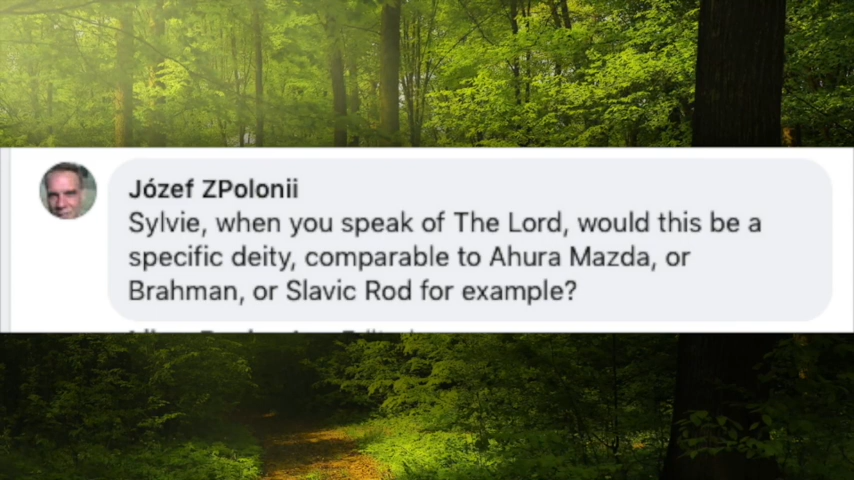 Józef ZPolonii
Sylvie, when you speak of The Lord, would this be a
specific deity, comparable to Ahura Mazda, or
Brahman, or Slavic Rod for example?